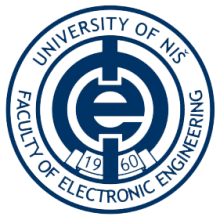 UNIVERSITY OF NIŠ
FACULTY OF ELECTRONIC ENGINEERING
e
1960